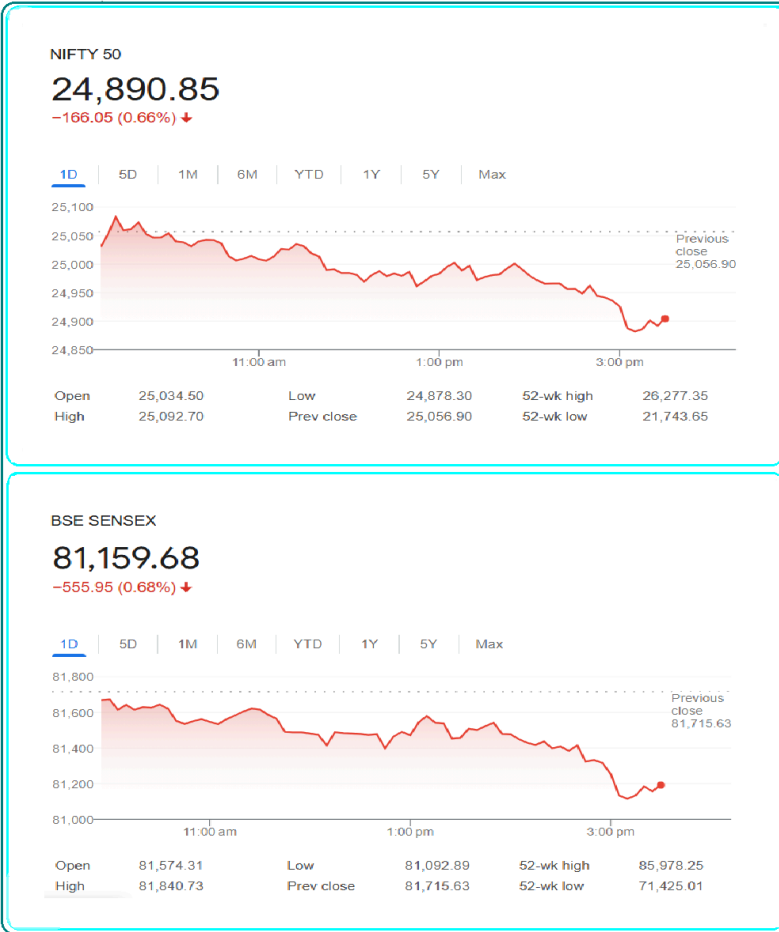 NIFTY 50
24,890.85
−166.05 (0.66%) ↓
1D 5D 1M 6M YTD 1Y 5Y Max
25,100
25,050
25,000
24,950
24,900
24,850
Previous
close
25,056.90
11:00 am 1:00 pm 3:00 pm
Open 25,034.50 Low 24,878.30 52-wk high 26,277.35
High 25,092.70 Prev close 25,056.90 52-wk low 21,743.65
BSE SENSEX
81,159.68
−555.95 (0.68%) ↓
1D 5D 1M 6M YTD 1Y 5Y Max
81,800
81,600
81,400
81,200
81,000
Previous
close
81,715.63
11:00 am 1:00 pm 3:00 pm
Open 81,574.31 Low 81,092.89 52-wk high 85,978.25
High 81,840.73 Prev close 81,715.63 52-wk low 71,425.01